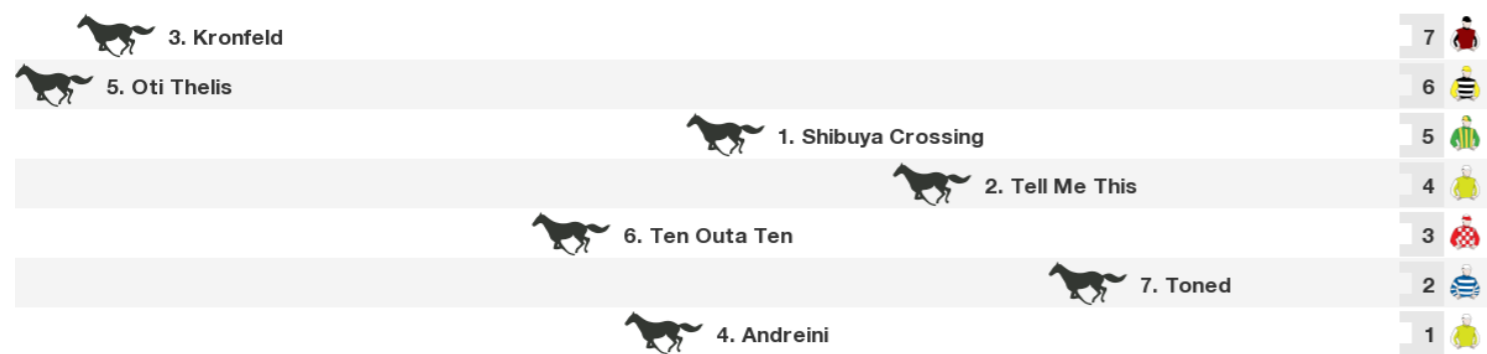 3. Kronfeld 7
5. Oti Thelis 6
1. Shibuya Crossing 5
2. Tell Me This 4
6. Ten Outa Ten 3
7. Toned 2
4. Andreini 1